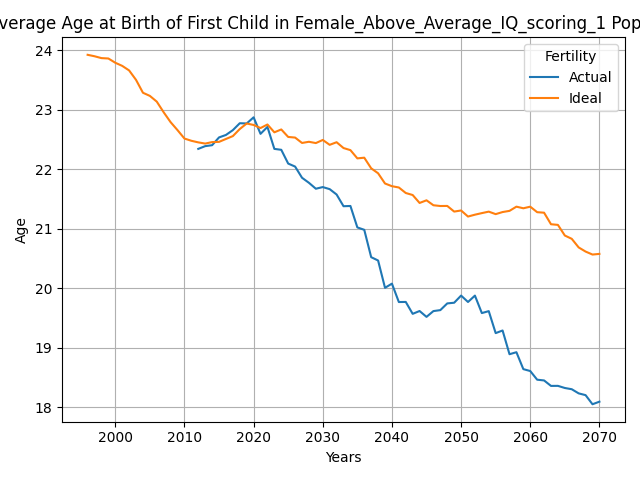 verage Age at Birth of First Child in Female_Above_Average_IQ_scoring_1 Pop
Fertility
Actual
Ideal
24
23
22
21
20
19
18
Age
2000 2010 2020 2030 2040 2050 2060 2070
Years